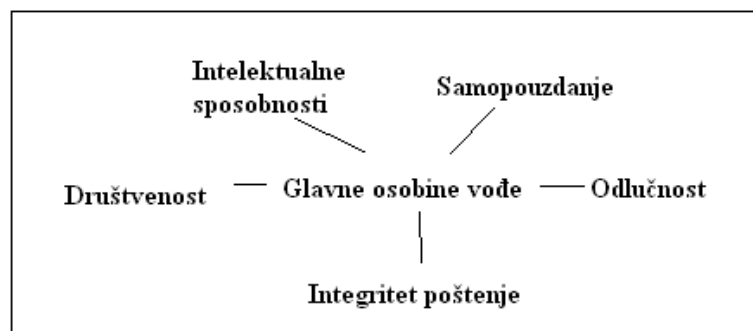 Intelektualne
sposobnosti
Samopouzdanje
Društvenost
Glavne osobine vođe
Odlučnost
Integritet poštenje